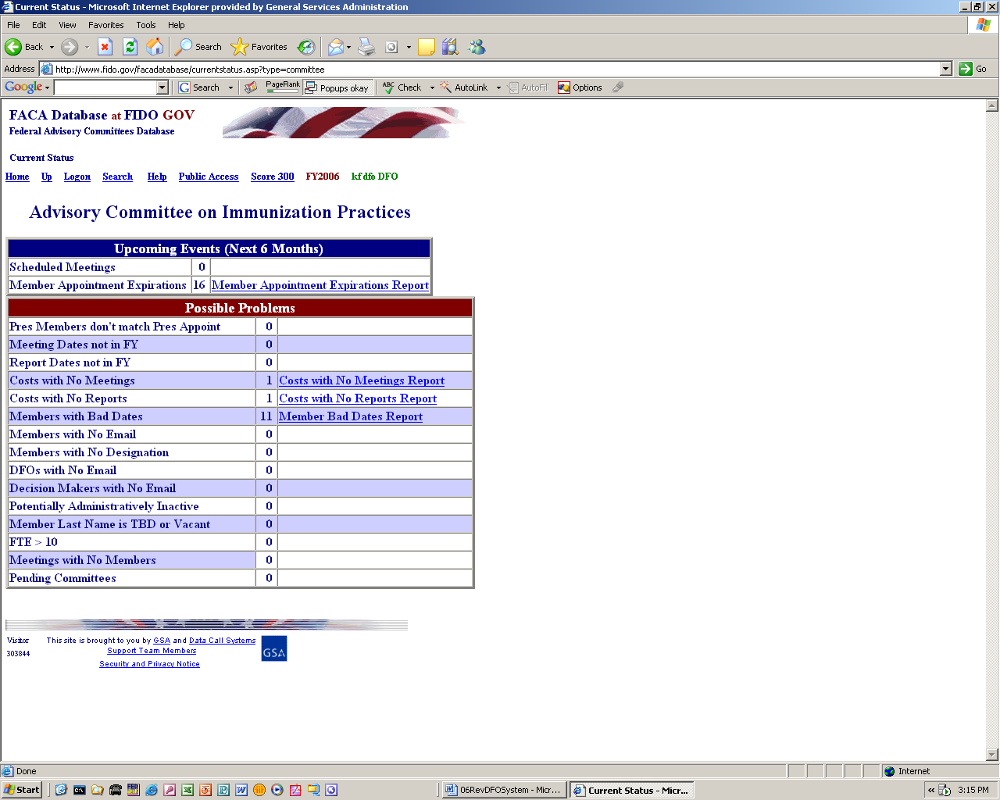 Current Status - Microsoft Internet Explorer provided by General Services Administration
File Edit View Favorites Tools Help
Back Search Favorites
Address http://www.fido.gov/facadatabase/currentstatus.asp?type=committee Go
Google Search PageRank Popups okay ABC Check AutoLink AutoFill Options
FACA Database at FIDO GOV
Federal Advisory Committees Database
Current Status
Home Up Logon Search Help Public Access Score 300 FY2006 kf dfo DFO
Advisory Committee on Immunization Practices
Upcoming Events (Next 6 Months)
Scheduled Meetings 0
Member Appointment Expirations 16 Member Appointment Expirations Report
Possible Problems
Pres Members don't match Pres Appoint 0
Meeting Dates not in FY 0
Report Dates not in FY 0
Costs with No Meetings 1 Costs with No Meetings Report
Costs with No Reports 1 Costs with No Reports Report
Members with Bad Dates 11 Member Bad Dates Report
Members with No Email 0
Members with No Designation 0
DFOs with No Email 0
Decision Makers with No Email 0
Potentially Administratively Inactive 0
Member Last Name is TBD or Vacant 0
FTE > 10 0
Meetings with No Members 0
Pending Committees 0
Visitor This site is brought to you by GSA and Data Call Systems
303844 Support Team Members GSA
Security and Privacy Notice
Done Internet
Start 06RevDFOSystem - Micr... Current Status - Micr... « 3:15 PM